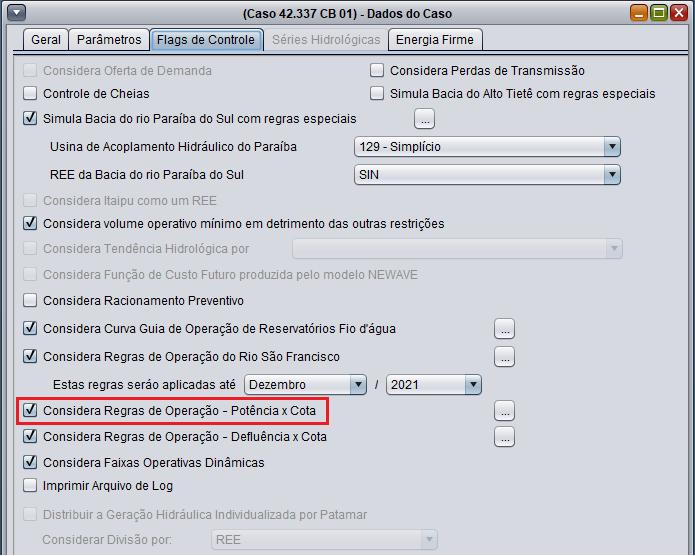 (Caso 42.337 CB 01) - Dados do Caso
Geral Parâmetros Flags de Controle Séries Hidrológicas Energia Firme
Considera Oferta de Demanda Considera Perdas de Transmissão
Controle de Cheias Simula Bacia do Alto Tietê com regras especiais
Simula Bacia do rio Paraíba do Sul com regras especiais ...
Usina de Acoplamento Hidráulico do Paraíba 129 - Simplício
REE da Bacia do rio Paraíba do Sul SIN
Considera Itaipu como um REE
Considera volume operativo mínimo em detrimento das outras restrições
Considera Tendência Hidrológica por
Considera Função de Custo Futuro produzida pelo modelo NEWAVE
Considera Racionamento Preventivo
Considera Curva Guia de Operação de Reservatórios Fio d'água ...
Considera Regras de Operação do Rio São Francisco ...
Estas regras seráo aplicadas até Dezembro / 2021
Considera Regras de Operação - Potência x Cota ...
Considera Regras de Operação - Defluência x Cota ...
Considera Faixas Operativas Dinâmicas
Imprimir Arquivo de Log
Distribuir a Geração Hidráulica Individualizada por Patamar
Considerar Divisão por: REE